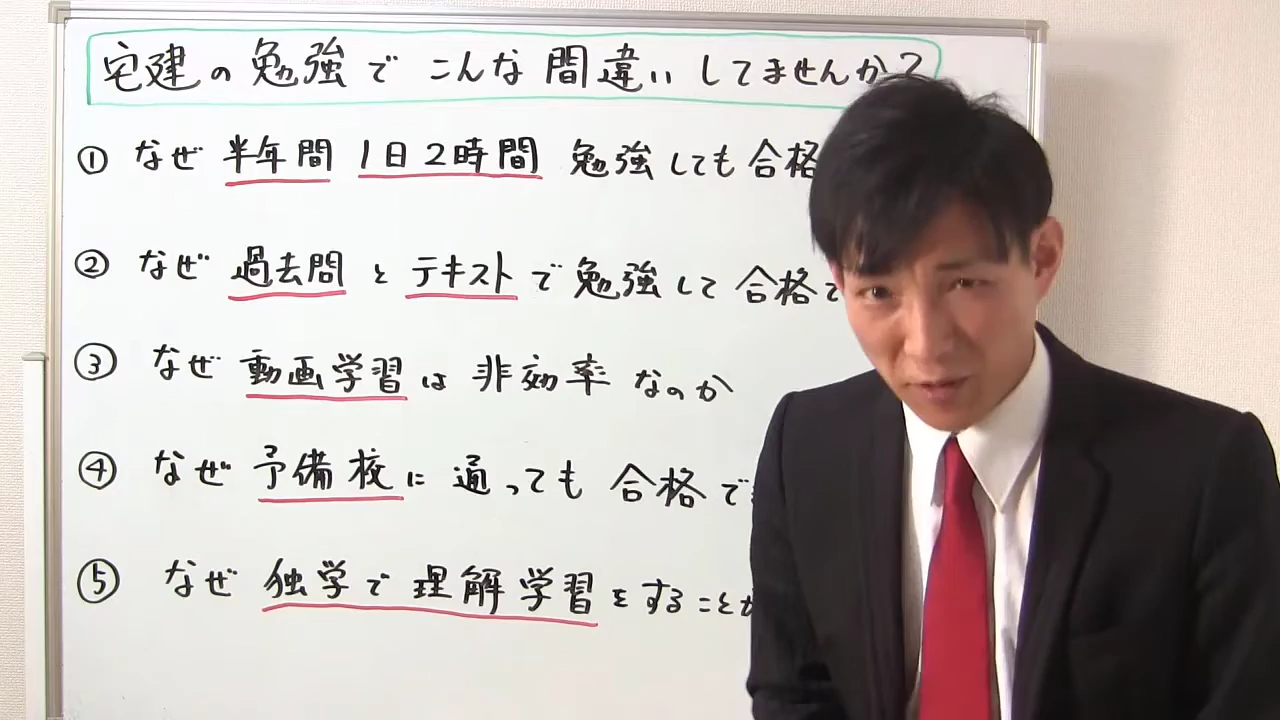 宅建の勉強でこんな間違いしてませんか?
① なぜ半年間1日2時間勉強しても合格
② なぜ過去問とテキストで勉強して合格で
③ なぜ動画学習は非効率なのか
④ なぜ予備校に通っても合格で
⑤ なぜ独学で理解学習をすること